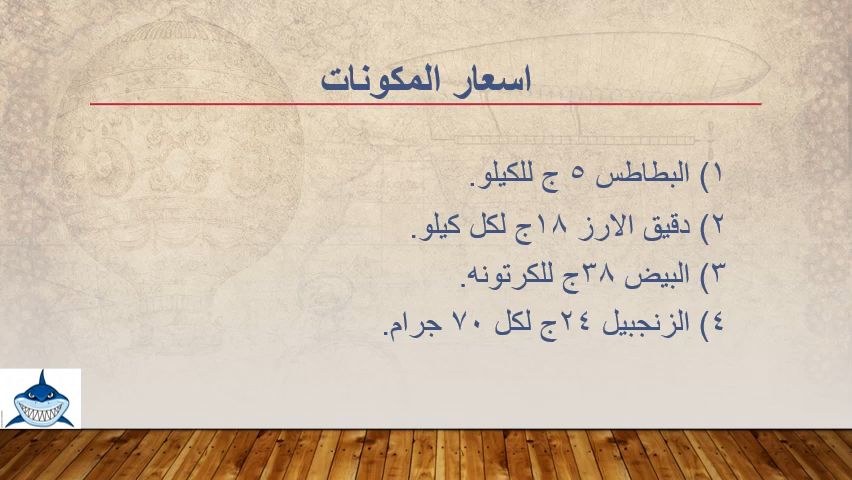 اسعار المكونات
١) البطاطس ٥ ج للكيلو.
٢) دقيق الارز ١٨ج لكل كيلو.
٣) البيض ٣٨ج للكرتونه.
٤) الزنجبيل ٢٤ج لكل ٧٠ جرام.